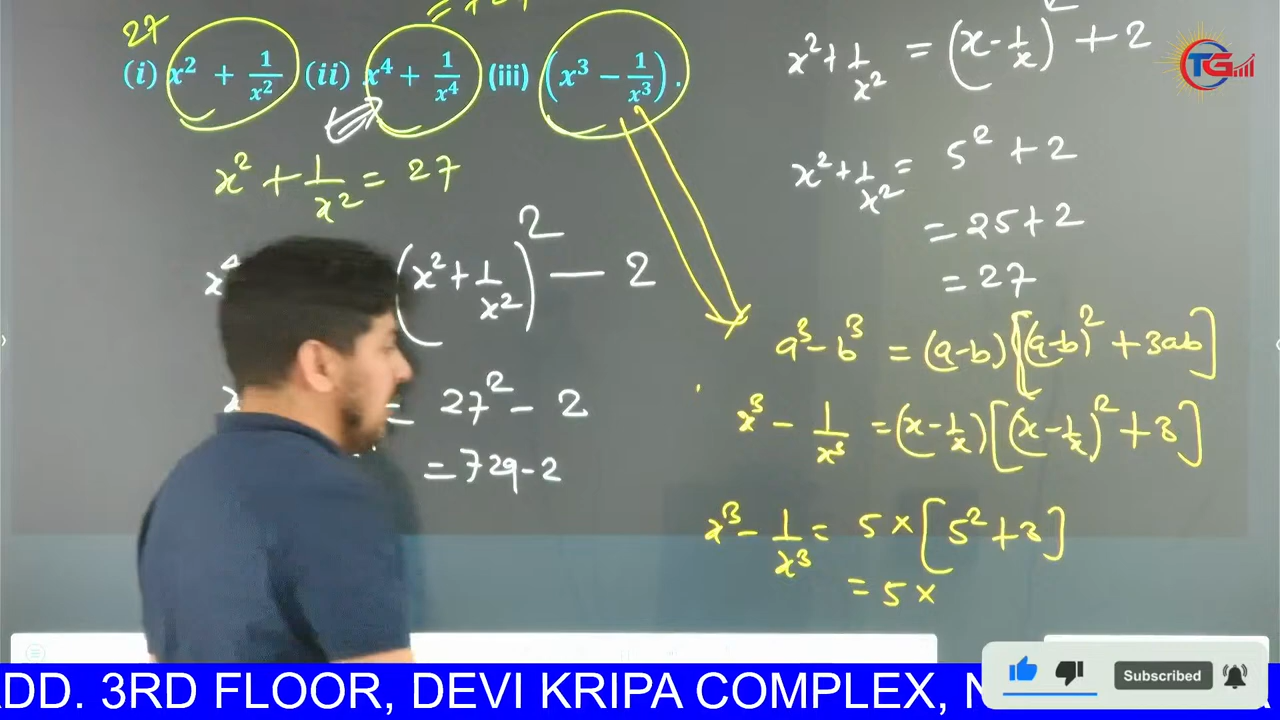 = 727
27
(i) x² + 1/x² (ii) x⁴ + 1/x⁴ (iii) (x³ − 1/x³).
x² + 1/x² = 27
x⁴ (x² + 1/x²)² − 2
x = 27² − 2
= 729 − 2
x² + 1/x² = (x − 1/x)² + 2
x² + 1/x² = 5² + 2
= 25 + 2
= 27
a³ − b³ = (a−b)[(a−b)² + 3ab]
x³ − 1/x³ = (x − 1/x)[(x − 1/x)² + 3]
x³ − 1/x³ = 5 × [5² + 3]
= 5 ×
TG
Subscribed
DD. 3RD FLOOR, DEVI KRIPA COMPLEX, N